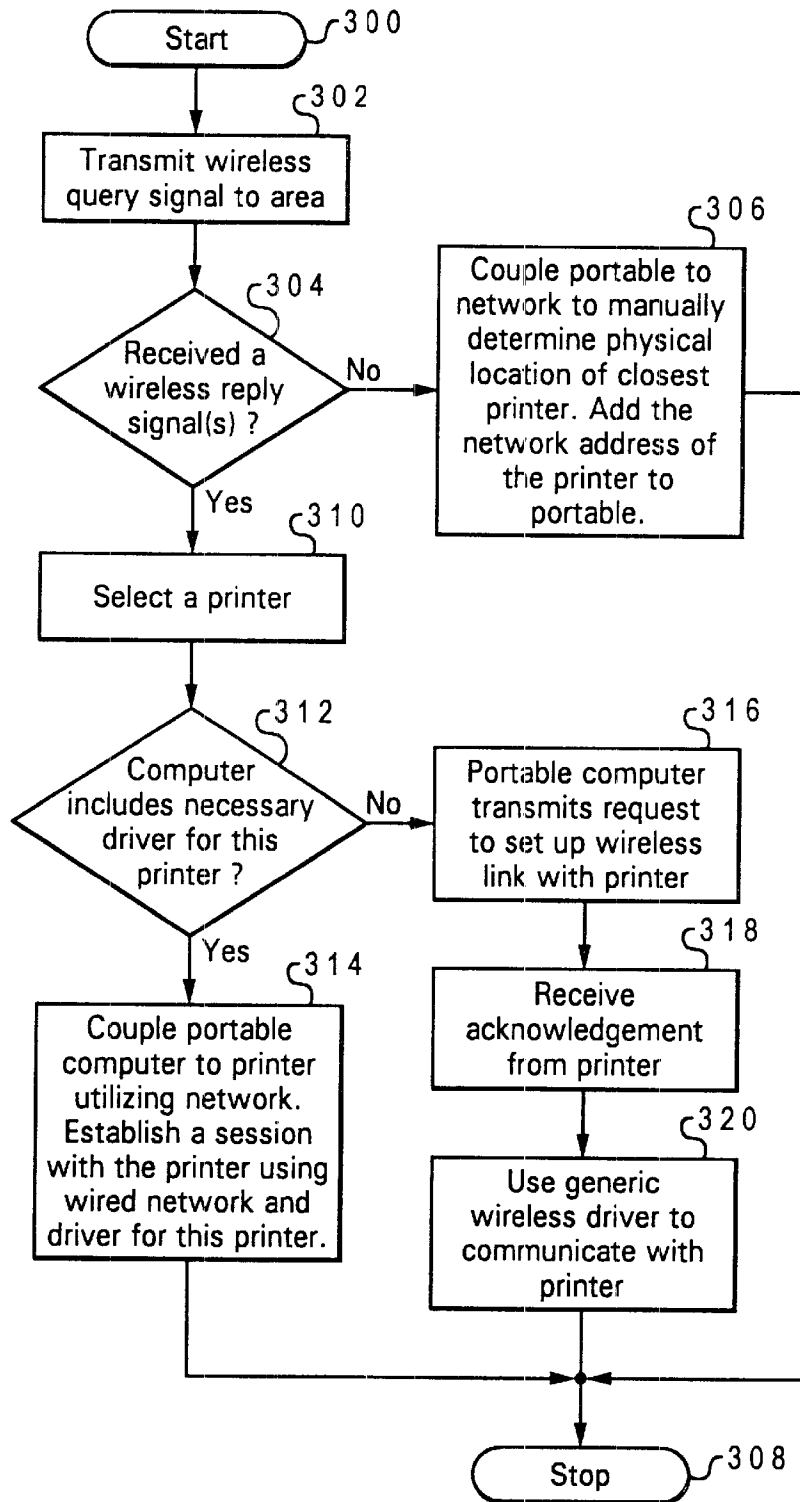 Start
300
302
Transmit wireless
query signal to area
304
Received a
wireless reply
signal(s) ?
No
Yes
306
Couple portable to
network to manually
determine physical
location of closest
printer. Add the
network address of
the printer to
portable.
310
Select a printer
312
Computer
includes necessary
driver for this
printer ?
No
Yes
316
Portable computer
transmits request
to set up wireless
link with printer
314
Couple portable
computer to printer
utilizing network.
Establish a session
with the printer using
wired network and
driver for this printer.
318
Receive
acknowledgement
from printer
320
Use generic
wireless driver to
communicate with
printer
Stop
308